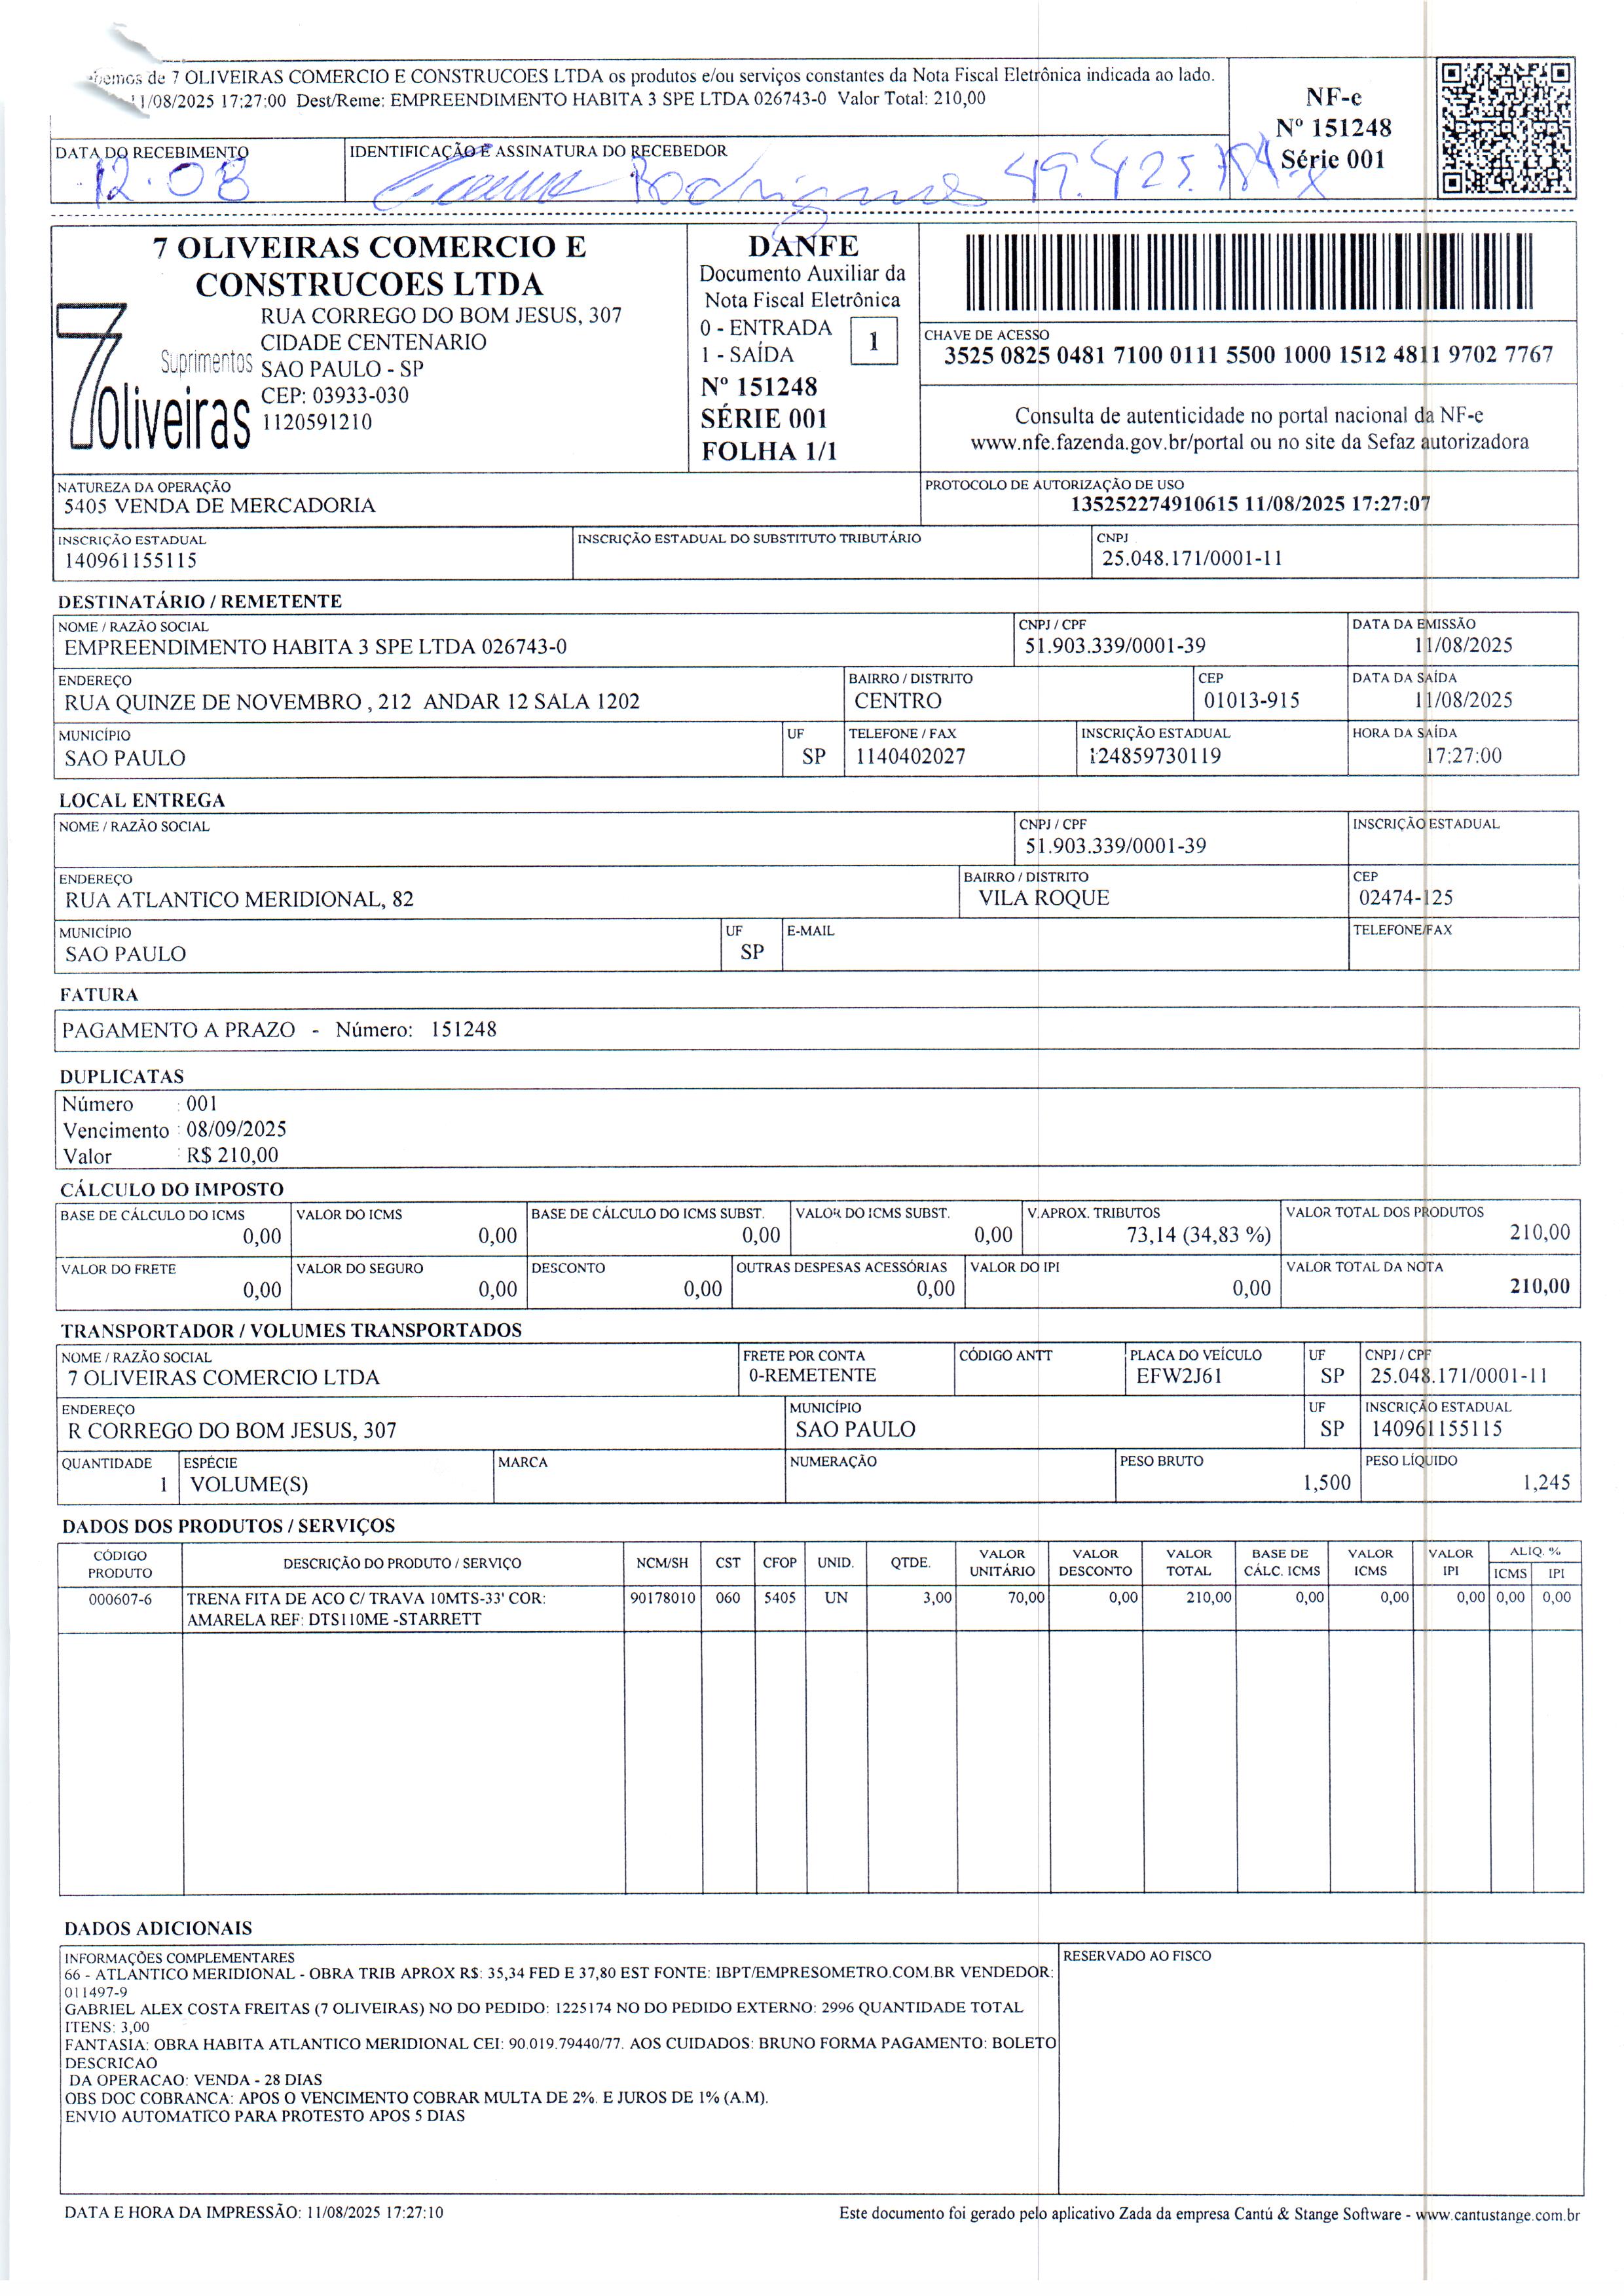 de 7 OLIVEIRAS COMERCIO E CONSTRUCOES LTDA os produtos e/ou serviços constantes da Nota Fiscal Eletrônica indicada ao lado.
11/08/2025 17:27:00 Dest/Reme: EMPREENDIMENTO HABITA 3 SPE LTDA 026743-0 Valor Total: 210,00
NF-e
Nº 151248
Série 001
DATA DO RECEBIMENTO
12.08
IDENTIFICAÇÃO E ASSINATURA DO RECEBEDOR
Rodrigues
7 OLIVEIRAS COMERCIO E
CONSTRUCOES LTDA
7 Suprimentos Oliveiras
RUA CORREGO DO BOM JESUS, 307
CIDADE CENTENARIO
SAO PAULO - SP
CEP: 03933-030
1120591210
DANFE
Documento Auxiliar da
Nota Fiscal Eletrônica
0 - ENTRADA
1 - SAÍDA
1
Nº 151248
SÉRIE 001
FOLHA 1/1
CHAVE DE ACESSO
3525 0825 0481 7100 0111 5500 1000 1512 4811 9702 7767
Consulta de autenticidade no portal nacional da NF-e
www.nfe.fazenda.gov.br/portal ou no site da Sefaz autorizadora
NATUREZA DA OPERAÇÃO
5405 VENDA DE MERCADORIA
PROTOCOLO DE AUTORIZAÇÃO DE USO
135252274910615 11/08/2025 17:27:07
INSCRIÇÃO ESTADUAL
140961155115
INSCRIÇÃO ESTADUAL DO SUBSTITUTO TRIBUTÁRIO
CNPJ
25.048.171/0001-11
DESTINATÁRIO / REMETENTE
NOME / RAZÃO SOCIAL
EMPREENDIMENTO HABITA 3 SPE LTDA 026743-0
CNPJ / CPF
51.903.339/0001-39
DATA DA EMISSÃO
11/08/2025
ENDEREÇO
RUA QUINZE DE NOVEMBRO , 212 ANDAR 12 SALA 1202
BAIRRO / DISTRITO
CENTRO
CEP
01013-915
DATA DA SAÍDA
11/08/2025
MUNICÍPIO
SAO PAULO
UF
SP
TELEFONE / FAX
1140402027
INSCRIÇÃO ESTADUAL
124859730119
HORA DA SAÍDA
17:27:00
LOCAL ENTREGA
NOME / RAZÃO SOCIAL
CNPJ / CPF
51.903.339/0001-39
INSCRIÇÃO ESTADUAL
ENDEREÇO
RUA ATLANTICO MERIDIONAL, 82
BAIRRO / DISTRITO
VILA ROQUE
CEP
02474-125
MUNICÍPIO
SAO PAULO
UF
SP
E-MAIL
TELEFONE/FAX
FATURA
PAGAMENTO A PRAZO - Número: 151248
DUPLICATAS
Número : 001
Vencimento : 08/09/2025
Valor : R$ 210,00
CÁLCULO DO IMPOSTO
BASE DE CÁLCULO DO ICMS
0,00
VALOR DO ICMS
0,00
BASE DE CÁLCULO DO ICMS SUBST.
0,00
VALOR DO ICMS SUBST.
0,00
V.APROX. TRIBUTOS
73,14 (34,83 %)
VALOR TOTAL DOS PRODUTOS
210,00
VALOR DO FRETE
0,00
VALOR DO SEGURO
0,00
DESCONTO
0,00
OUTRAS DESPESAS ACESSÓRIAS
0,00
VALOR DO IPI
0,00
VALOR TOTAL DA NOTA
210,00
TRANSPORTADOR / VOLUMES TRANSPORTADOS
NOME / RAZÃO SOCIAL
7 OLIVEIRAS COMERCIO LTDA
FRETE POR CONTA
0-REMETENTE
CÓDIGO ANTT
PLACA DO VEÍCULO
EFW2J61
UF
SP
CNPJ / CPF
25.048.171/0001-11
ENDEREÇO
R CORREGO DO BOM JESUS, 307
MUNICÍPIO
SAO PAULO
UF
SP
INSCRIÇÃO ESTADUAL
140961155115
QUANTIDADE
1
ESPÉCIE
VOLUME(S)
MARCA
NUMERAÇÃO
PESO BRUTO
1,500
PESO LÍQUIDO
1,245
DADOS DOS PRODUTOS / SERVIÇOS
CÓDIGO PRODUTO DESCRIÇÃO DO PRODUTO / SERVIÇO NCM/SH CST CFOP UNID. QTDE. VALOR UNITÁRIO VALOR DESCONTO VALOR TOTAL BASE DE CÁLC. ICMS VALOR ICMS VALOR IPI ALIQ. % ICMS IPI
000607-6 TRENA FITA DE ACO C/ TRAVA 10MTS-33' COR: 90178010 060 5405 UN 3,00 70,00 0,00 210,00 0,00 0,00 0,00 0,00 0,00
AMARELA REF: DTS110ME -STARRETT
DADOS ADICIONAIS
INFORMAÇÕES COMPLEMENTARES
66 - ATLANTICO MERIDIONAL - OBRA TRIB APROX R$: 35,34 FED E 37,80 EST FONTE: IBPT/EMPRESOMETRO.COM.BR VENDEDOR:
011497-9
GABRIEL ALEX COSTA FREITAS (7 OLIVEIRAS) NO DO PEDIDO: 1225174 NO DO PEDIDO EXTERNO: 2996 QUANTIDADE TOTAL
ITENS: 3,00
FANTASIA: OBRA HABITA ATLANTICO MERIDIONAL CEI: 90.019.79440/77. AOS CUIDADOS: BRUNO FORMA PAGAMENTO: BOLETO
DESCRICAO
DA OPERACAO: VENDA - 28 DIAS
OBS DOC COBRANCA: APOS O VENCIMENTO COBRAR MULTA DE 2%. E JUROS DE 1% (A.M).
ENVIO AUTOMATICO PARA PROTESTO APOS 5 DIAS
RESERVADO AO FISCO
DATA E HORA DA IMPRESSÃO: 11/08/2025 17:27:10
Este documento foi gerado pelo aplicativo Zada da empresa Cantú & Stange Software - www.cantustange.com.br